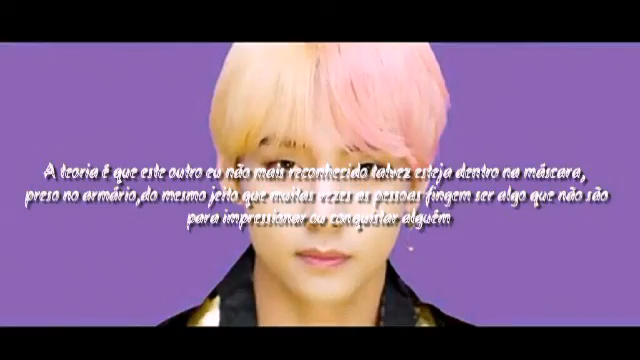 A teoria é que este outro eu não mais reconhecido talvez esteja dentro na máscara,
preso no armário,do mesmo jeito que muitas vezes as pessoas fingem ser algo que não são
para impressionar ou conquistar alguém